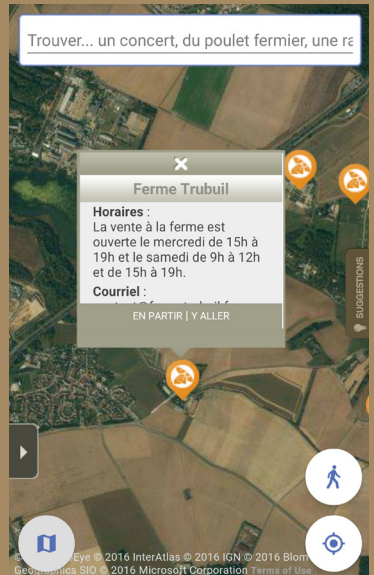 Trouver... un concert, du poulet fermier, une ra
Ferme Trubuil
Horaires :
La vente à la ferme est
ouverte le mercredi de 15h à
19h et le samedi de 9h à 12h
et de 15h à 19h.
Courriel :
EN PARTIR | Y ALLER
SUGGESTIONS
Eye © 2016 InterAtlas © 2016 IGN © 2016 Blom
Geographics SIO © 2016 Microsoft Corporation Terms of Use